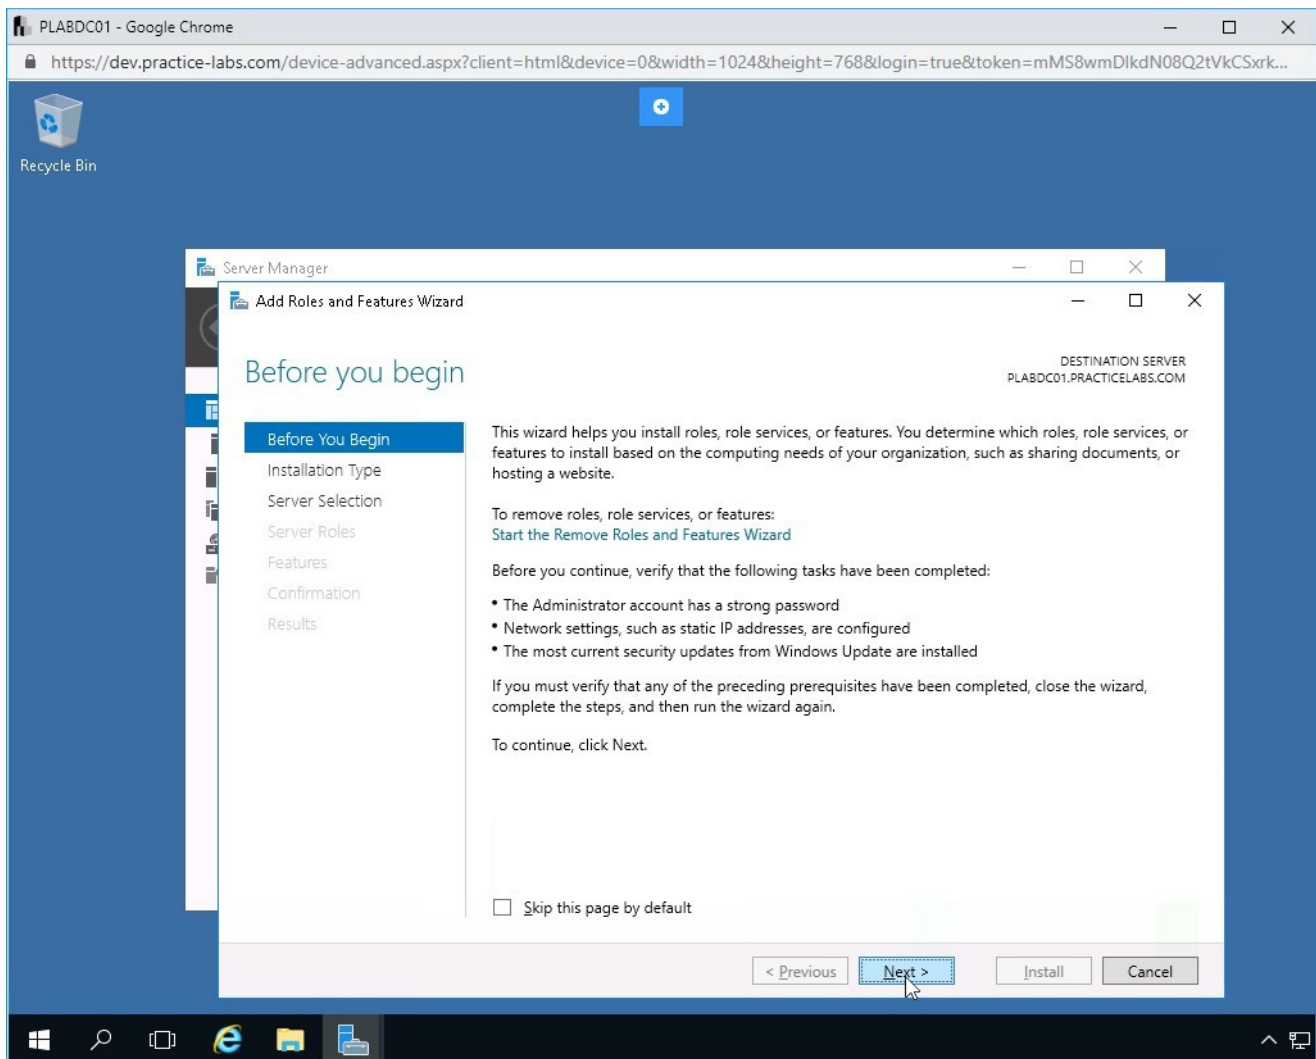 PLABDC01 - Google Chrome
https://dev.practice-labs.com/device-advanced.aspx?client=html&device=0&width=1024&height=768&login=true&token=mMS8wmDlkdN08Q2tVkCSxrk...
Recycle Bin
Server Manager
Add Roles and Features Wizard
Before you begin
DESTINATION SERVER
PLABDC01.PRACTICELABS.COM
Before You Begin
Installation Type
Server Selection
Server Roles
Features
Confirmation
Results
This wizard helps you install roles, role services, or features. You determine which roles, role services, or
features to install based on the computing needs of your organization, such as sharing documents, or
hosting a website.
To remove roles, role services, or features:
Start the Remove Roles and Features Wizard
Before you continue, verify that the following tasks have been completed:
• The Administrator account has a strong password
• Network settings, such as static IP addresses, are configured
• The most current security updates from Windows Update are installed
If you must verify that any of the preceding prerequisites have been completed, close the wizard,
complete the steps, and then run the wizard again.
To continue, click Next.
Skip this page by default
< Previous
Next >
Install
Cancel